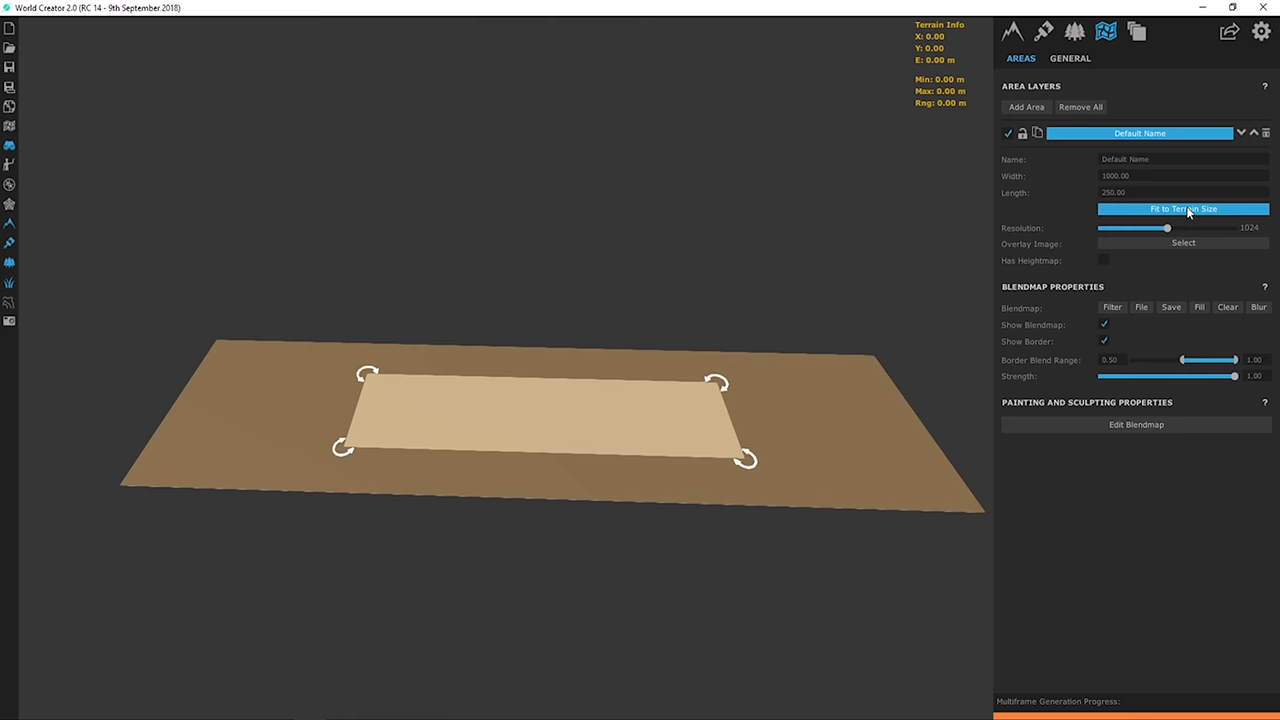 World Creator 2.0 (RC 14 - 9th September 2018)
Terrain Info
X: 0.00
Y: 0.00
E: 0.00 m
Min: 0.00 m
Max: 0.00 m
Rng: 0.00 m
AREAS GENERAL
AREA LAYERS ?
Add Area Remove All
Default Name
Name: Default Name
Width: 1000.00
Length: 250.00
Fit to Terrain Size
Resolution: 1024
Overlay Image: Select
Has Heightmap:
BLENDMAP PROPERTIES ?
Blendmap: Filter File Save Fill Clear Blur
Show Blendmap:
Show Border:
Border Blend Range: 0.50 1.00
Strength: 1.00
PAINTING AND SCULPTING PROPERTIES ?
Edit Blendmap
Multiframe Generation Progress: